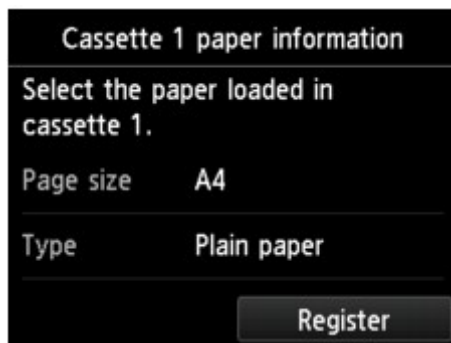 Cassette 1 paper information
Select the paper loaded in
cassette 1.
Page size A4
Type Plain paper
Register